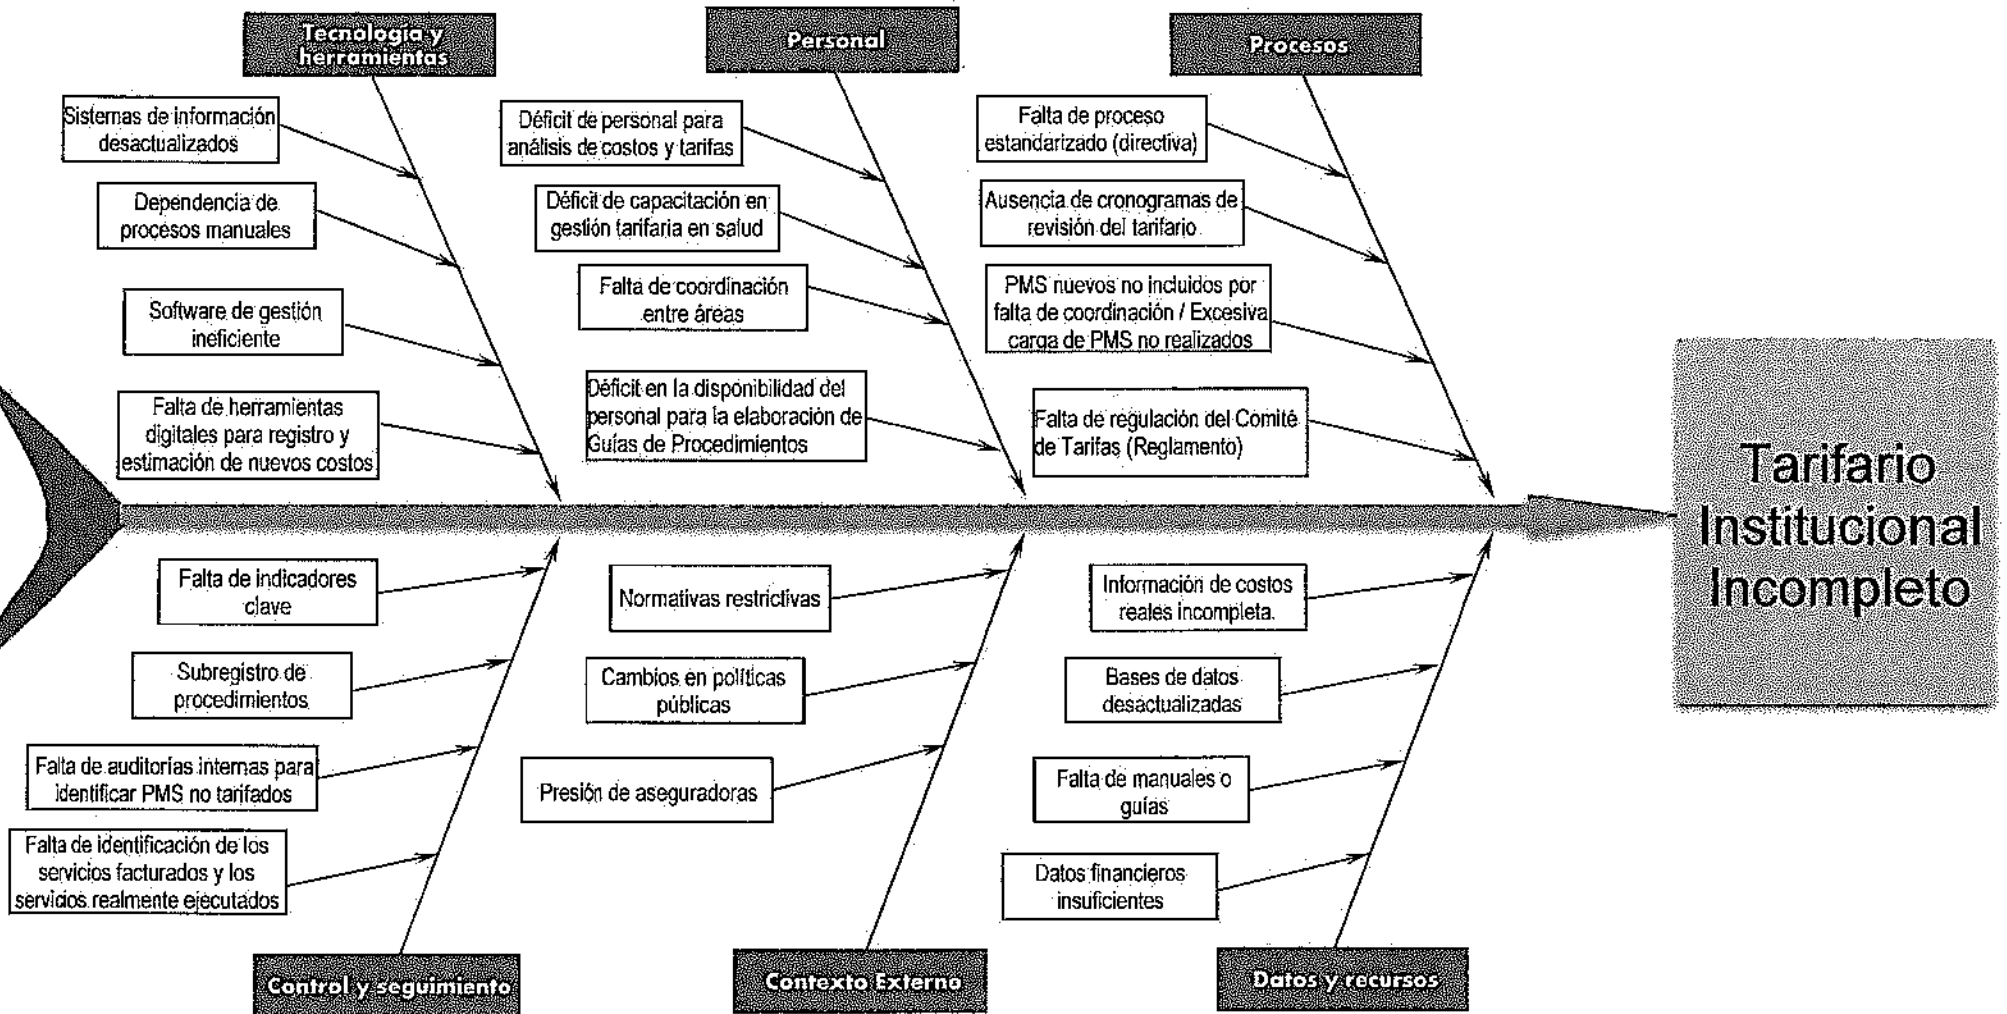 Tecnología y
herramientas
Sistemas de información
desactualizados
Dependencia de
procesos manuales
Software de gestión
ineficiente
Falta de herramientas
digitales para registro y
estimación de nuevos costos
Personal
Déficit de personal para
análisis de costos y tarifas
Déficit de capacitación en
gestión tarifaria en salud
Falta de coordinación
entre áreas
Déficit en la disponibilidad del
personal para la elaboración de
Guías de Procedimientos
Procesos
Falta de proceso
estandarizado (directiva)
Ausencia de cronogramas de
revisión del tarifario
PMS nuevos no incluidos por
falta de coordinación / Excesiva
carga de PMS no realizados
Falta de regulación del Comité
de Tarifas (Reglamento)
Tarifario
Institucional
Incompleto
Falta de indicadores
clave
Subregistro de
procedimientos
Falta de auditorías internas para
identificar PMS no tarifados
Falta de identificación de los
servicios facturados y los
servicios realmente ejecutados
Control y seguimiento
Normativas restrictivas
Cambios en políticas
públicas
Presión de aseguradoras
Contexto Externo
Información de costos
reales incompleta.
Bases de datos
desactualizadas
Falta de manuales o
guías
Datos financieros
insuficientes
Datos y recursos